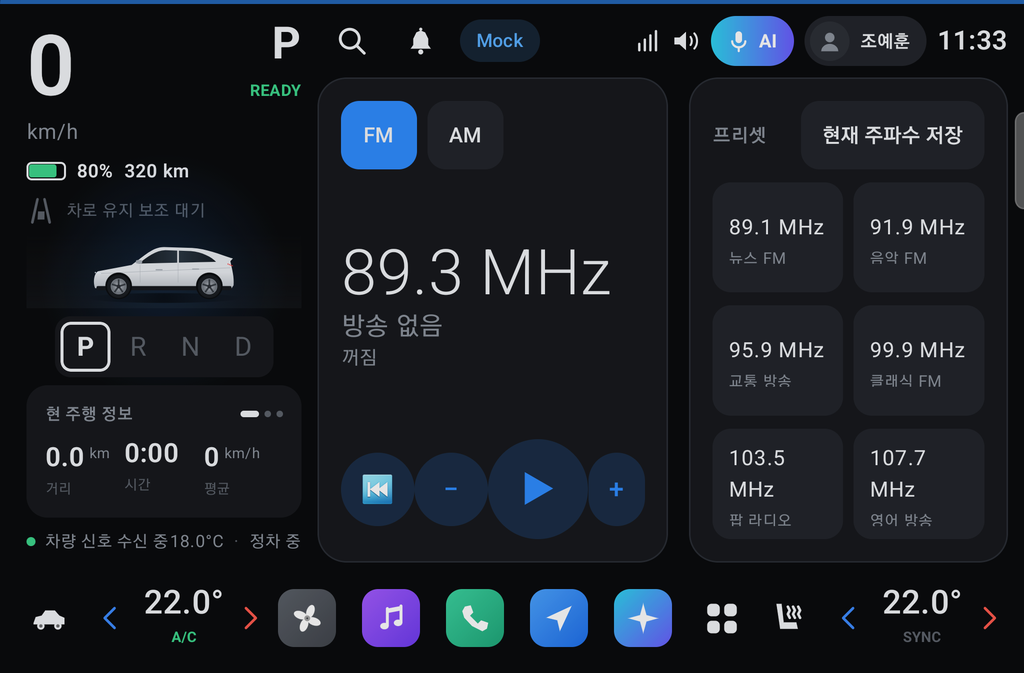 0
P
Mock
AI
조예훈
11:33
READY
km/h
80% 320 km
차로 유지 보조 대기
P R N D
현 주행 정보
0.0 km
거리
0:00
시간
0 km/h
평균
차량 신호 수신 중 18.0°C · 정차 중
FM
AM
89.3 MHz
방송 없음
꺼짐
−
+
프리셋
현재 주파수 저장
89.1 MHz
뉴스 FM
91.9 MHz
음악 FM
95.9 MHz
교통 방송
99.9 MHz
클래식 FM
103.5
MHz
팝 라디오
107.7
MHz
영어 방송
22.0°
A/C
22.0°
SYNC